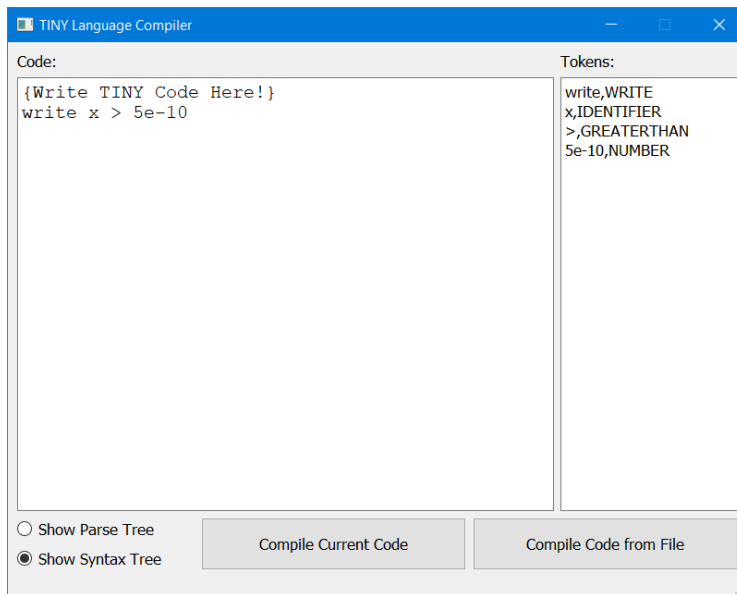 TINY Language Compiler
Code:
{Write TINY Code Here!}
write x > 5e-10
Tokens:
write,WRITE
x,IDENTIFIER
>,GREATERTHAN
5e-10,NUMBER
Show Parse Tree
Show Syntax Tree
Compile Current Code
Compile Code from File